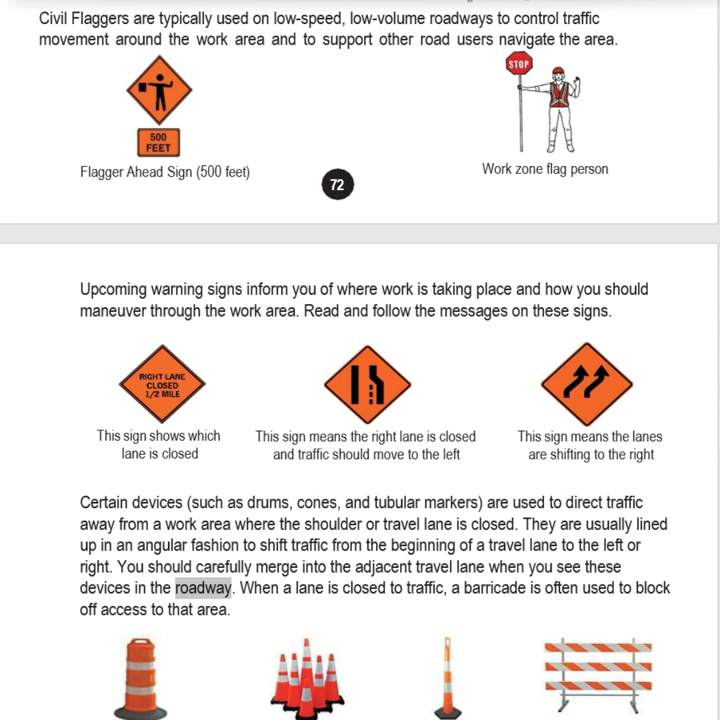 Civil Flaggers are typically used on low-speed, low-volume roadways to control traffic
movement around the work area and to support other road users navigate the area.
STOP
500
FEET
Flagger Ahead Sign (500 feet)
Work zone flag person
72
Upcoming warning signs inform you of where work is taking place and how you should
maneuver through the work area. Read and follow the messages on these signs.
RIGHT LANE
CLOSED
1/2 MILE
This sign shows which
lane is closed
This sign means the right lane is closed
and traffic should move to the left
This sign means the lanes
are shifting to the right
Certain devices (such as drums, cones, and tubular markers) are used to direct traffic
away from a work area where the shoulder or travel lane is closed. They are usually lined
up in an angular fashion to shift traffic from the beginning of a travel lane to the left or
right. You should carefully merge into the adjacent travel lane when you see these
devices in the roadway. When a lane is closed to traffic, a barricade is often used to block
off access to that area.